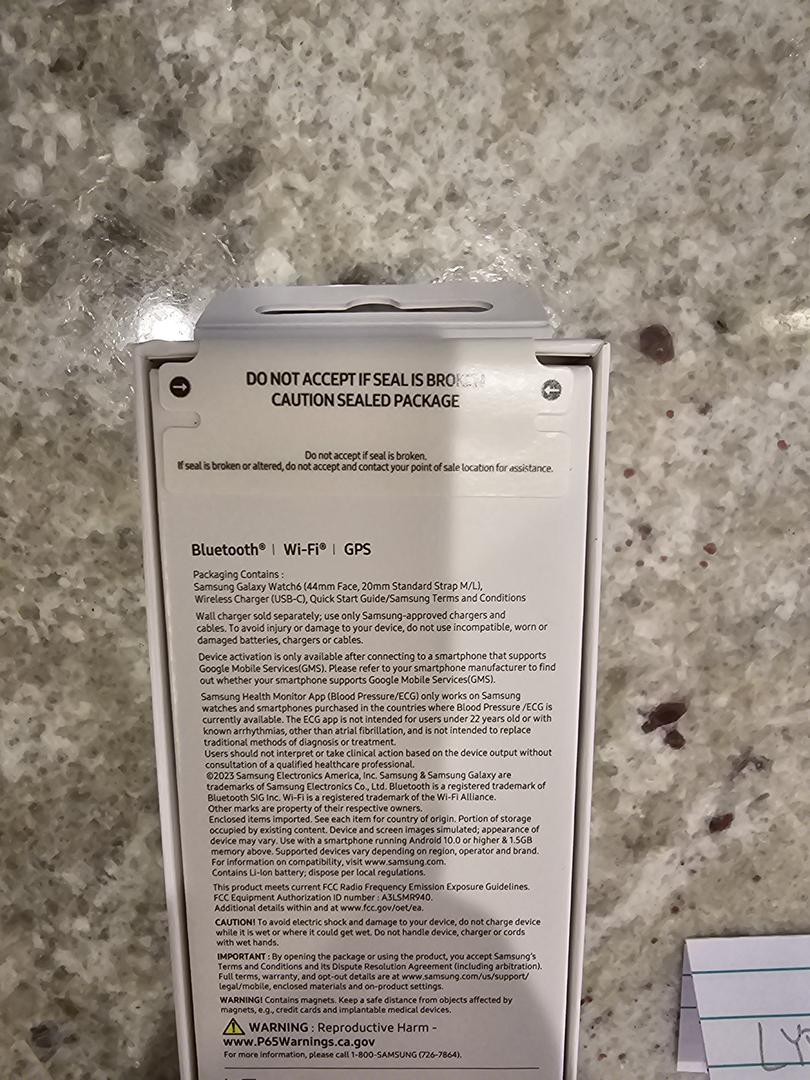 DO NOT ACCEPT IF SEAL IS BROKEN
CAUTION SEALED PACKAGE
Do not accept if seal is broken.
If seal is broken or altered, do not accept and contact your point of sale location for assistance.
Bluetooth® | Wi-Fi® | GPS
Packaging Contains :
Samsung Galaxy Watch6 (44mm Face, 20mm Standard Strap M/L),
Wireless Charger (USB-C), Quick Start Guide/Samsung Terms and Conditions
Wall charger sold separately; use only Samsung-approved chargers and
cables. To avoid injury or damage to your device, do not use incompatible, worn or
damaged batteries, chargers or cables.
Device activation is only available after connecting to a smartphone that supports
Google Mobile Services(GMS). Please refer to your smartphone manufacturer to find
out whether your smartphone supports Google Mobile Services(GMS).
Samsung Health Monitor App (Blood Pressure/ECG) only works on Samsung
watches and smartphones purchased in the countries where Blood Pressure /ECG is
currently available. The ECG app is not intended for users under 22 years old or with
known arrhythmias, other than atrial fibrillation, and is not intended to replace
traditional methods of diagnosis or treatment.
Users should not interpret or take clinical action based on the device output without
consultation of a qualified healthcare professional.
©2023 Samsung Electronics America, Inc. Samsung & Samsung Galaxy are
trademarks of Samsung Electronics Co., Ltd. Bluetooth is a registered trademark of
Bluetooth SIG Inc. Wi-Fi is a registered trademark of the Wi-Fi Alliance.
Other marks are property of their respective owners.
Enclosed items imported. See each item for country of origin. Portion of storage
occupied by existing content. Device and screen images simulated; appearance of
device may vary. Use with a smartphone running Android 10.0 or higher & 1.5GB
memory above. Supported devices vary depending on region, operator and brand.
For information on compatibility, visit www.samsung.com.
Contains Li-Ion battery; dispose per local regulations.
This product meets current FCC Radio Frequency Emission Exposure Guidelines.
FCC Equipment Authorization ID number : A3LSMR940.
Additional details within and at www.fcc.gov/oet/ea.
CAUTION! To avoid electric shock and damage to your device, do not charge device
while it is wet or where it could get wet. Do not handle device, charger or cords
with wet hands.
IMPORTANT : By opening the package or using the product, you accept Samsung's
Terms and Conditions and its Dispute Resolution Agreement (including arbitration).
Full terms, warranty, and opt-out details are at www.samsung.com/us/support/
legal/mobile, enclosed materials and on-product settings.
WARNING! Contains magnets. Keep a safe distance from objects affected by
magnets, e.g., credit cards and implantable medical devices.
WARNING : Reproductive Harm -
www.P65Warnings.ca.gov
For more information, please call 1-800-SAMSUNG (726-7864).